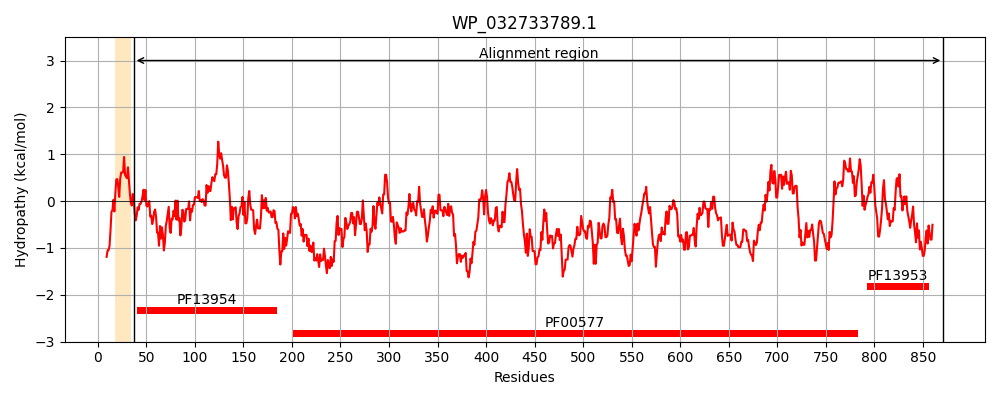 WP_032733789.1
Alignment region
3
2
1
0
−1
−2
−3
Hydropathy (kcal/mol)
PF13953
PF13954
PF00577
0 50 100 150 200 250 300 350 400 450 500 550 600 650 700 750 800 850
Residues